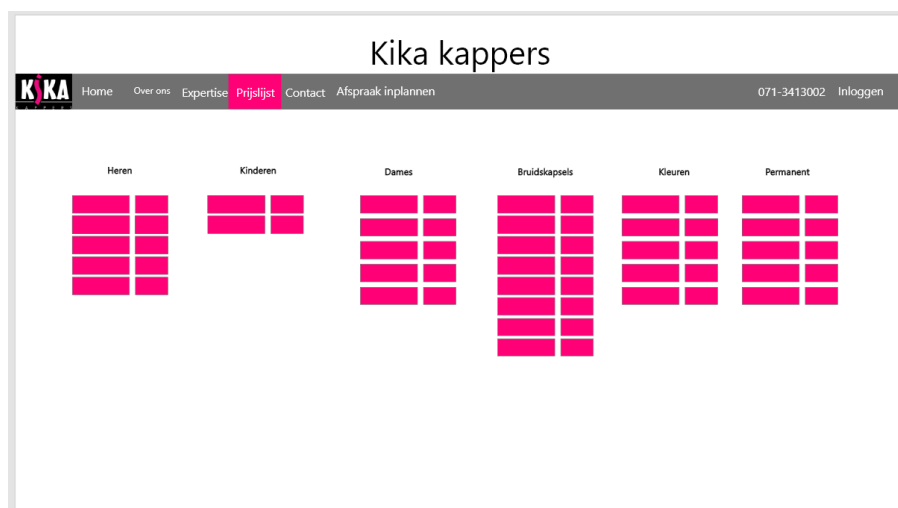 Kika kappers
KIKA
KAPPERS
Home Over ons Expertise Prijslijst Contact Afspraak inplannen 071-3413002 Inloggen
Heren Kinderen Dames Bruidskapsels Kleuren Permanent